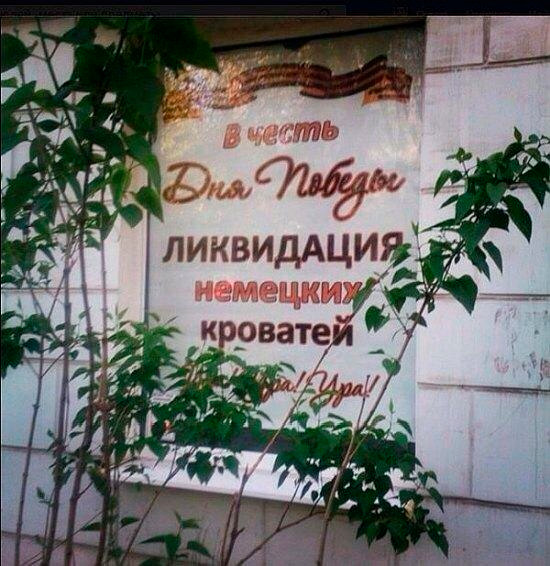 В честь
Дня Победы
ЛИКВИДАЦИЯ
немецких
кроватей
Ура! Ура!